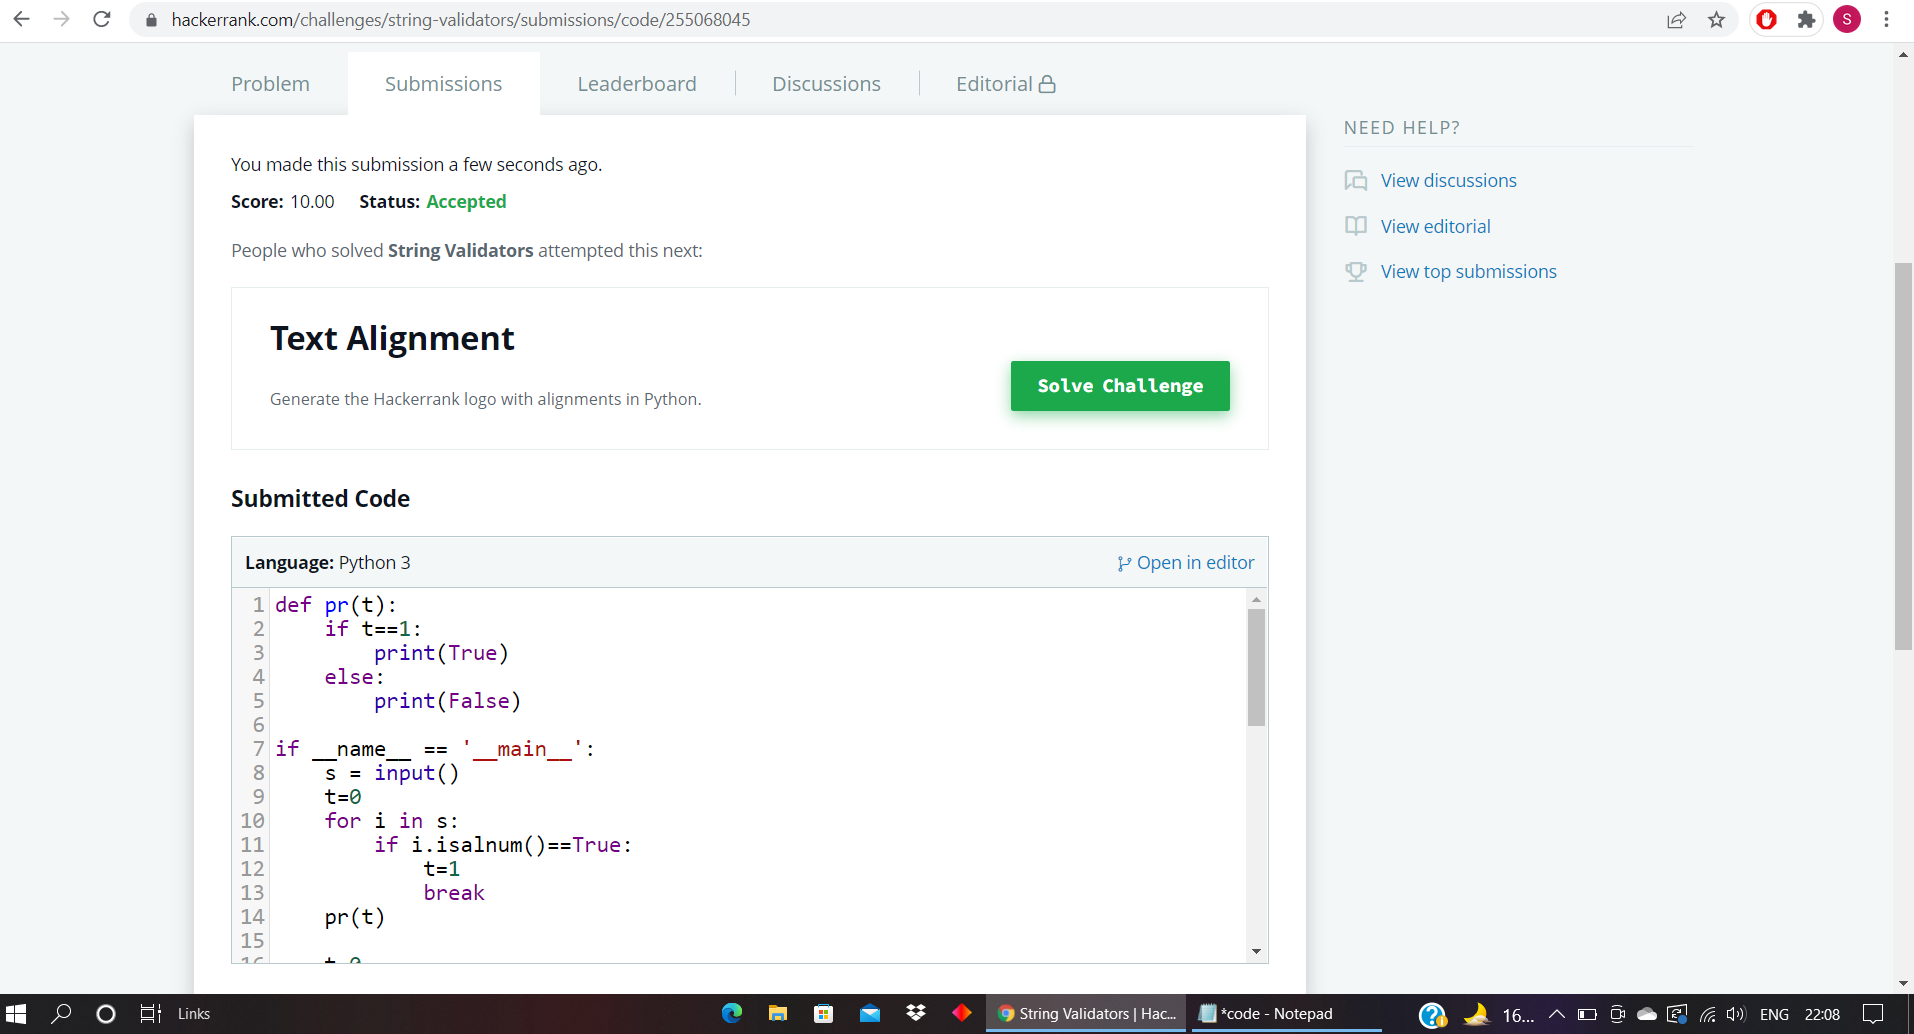 hackerrank.com/challenges/string-validators/submissions/code/255068045
S
Problem
Submissions
Leaderboard
Discussions
Editorial
You made this submission a few seconds ago.
Score: 10.00 Status: Accepted
People who solved String Validators attempted this next:
Text Alignment
Generate the Hackerrank logo with alignments in Python.
Solve Challenge
NEED HELP?
View discussions
View editorial
View top submissions
Submitted Code
Language: Python 3
Open in editor
1 def pr(t):
2 if t==1:
3 print(True)
4 else:
5 print(False)
6
7 if __name__ == '__main__':
8 s = input()
9 t=0
10 for i in s:
11 if i.isalnum()==True:
12 t=1
13 break
14 pr(t)
15
Links
String Validators | Hac...
*code - Notepad
16...
ENG
22:08